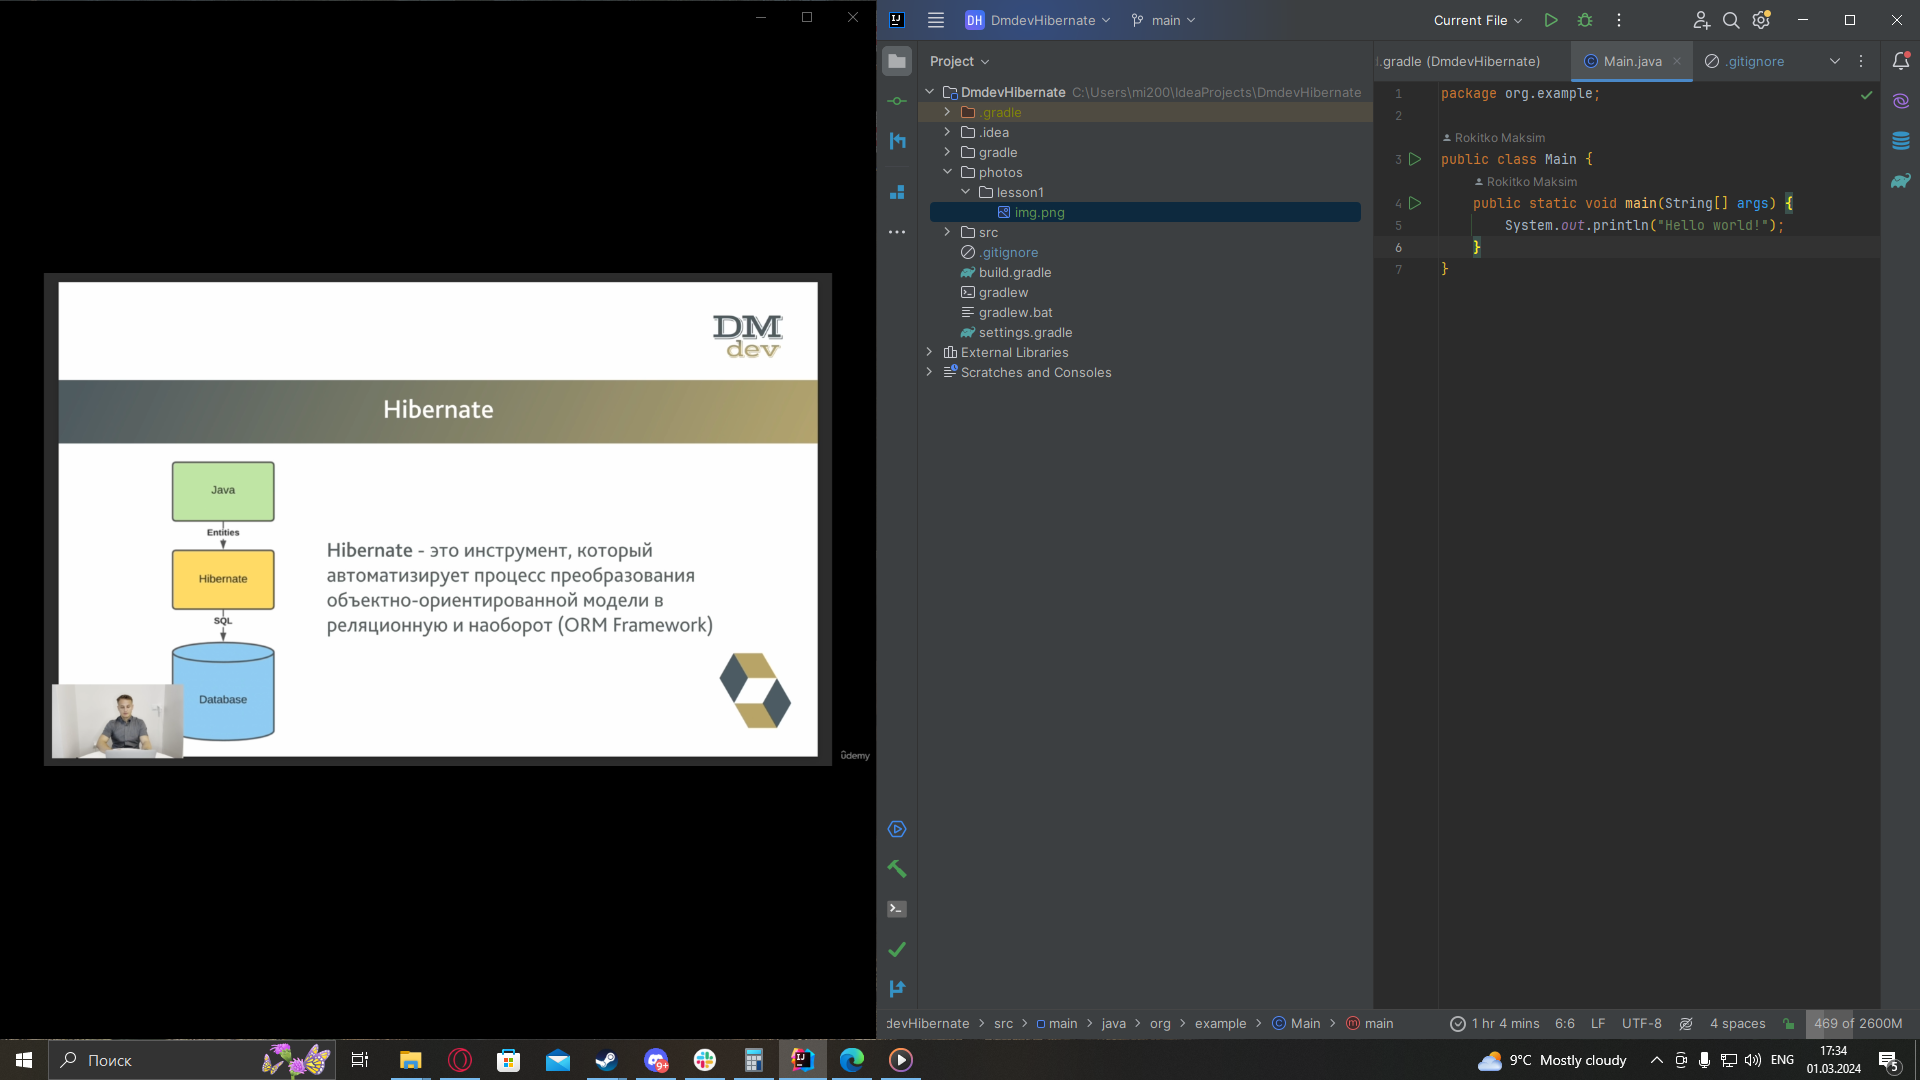 DM
dev
Hibernate
Java
Entities
Hibernate
SQL
Database
Hibernate - это инструмент, который
автоматизирует процесс преобразования
объектно-ориентированной модели в
реляционную и наоборот (ORM Framework)
ûdemy
DH DmdevHibernate
main
Current File
Project
DmdevHibernate C:\Users\mi200\IdeaProjects\DmdevHibernate
.gradle
.idea
gradle
photos
lesson1
img.png
src
.gitignore
build.gradle
gradlew
gradlew.bat
settings.gradle
External Libraries
Scratches and Consoles
.gradle (DmdevHibernate)
Main.java
.gitignore
1 package org.example;
2
Rokitko Maksim
3 public class Main {
Rokitko Maksim
4 public static void main(String[] args) {
5 System.out.println("Hello world!");
6 }
7 }
devHibernate > src > main > java > org > example > Main > main
1 hr 4 mins 6:6 LF UTF-8 4 spaces 469 of 2600M
Поиск
9+
9°C Mostly cloudy
ENG
17:34
01.03.2024
5